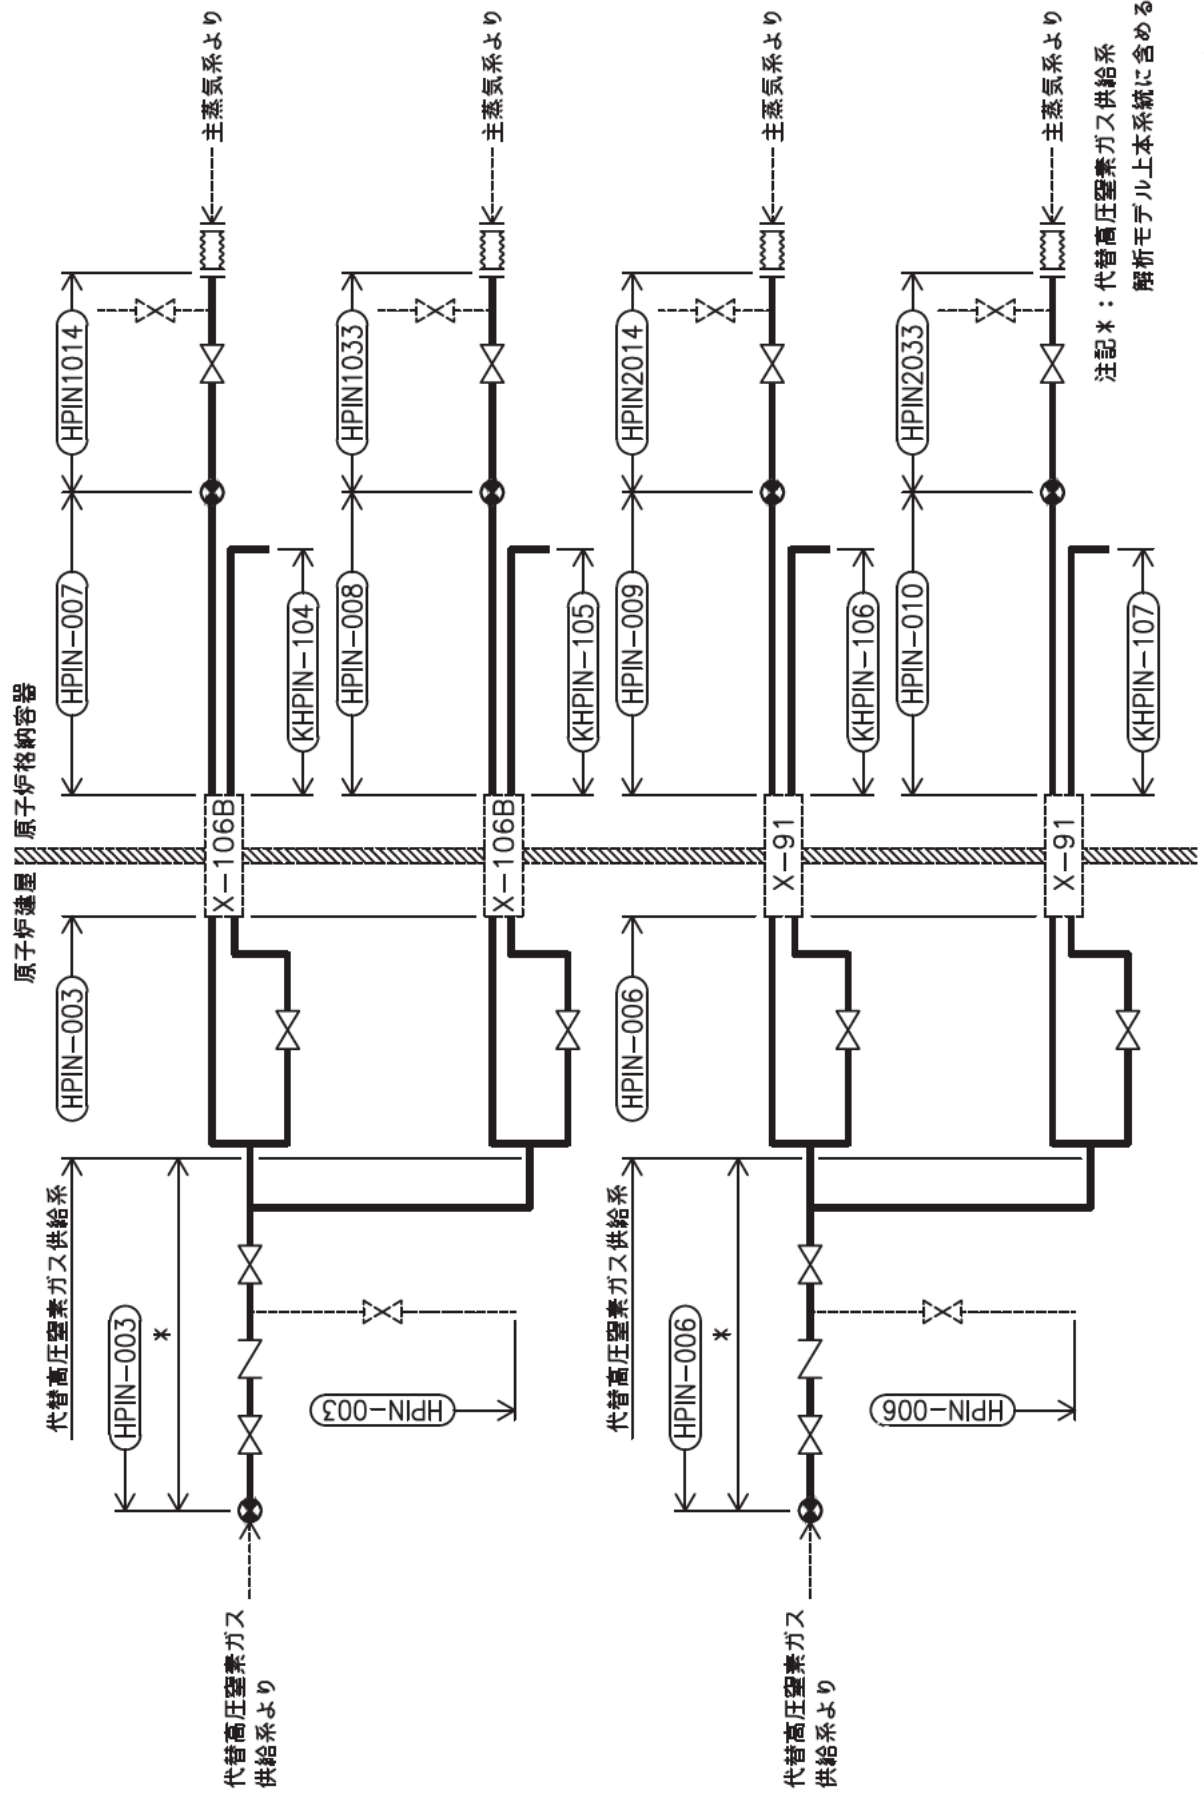 原子炉建屋
原子炉格納容器
代替高圧窒素ガス供給系
HPIN-003
HPIN-007
HPIN1014
HPIN-003
*
代替高圧窒素ガス
供給系より
X-106B
主蒸気系より
HPIN-003
KHPIN-104
HPIN-008
HPIN1033
X-106B
主蒸気系より
KHPIN-105
代替高圧窒素ガス供給系
HPIN-006
HPIN-009
HPIN2014
HPIN-006
*
代替高圧窒素ガス
供給系より
X-91
主蒸気系より
HPIN-006
KHPIN-106
HPIN-010
HPIN2033
X-91
主蒸気系より
KHPIN-107
注記*:代替高圧窒素ガス供給系
解析モデル上本系統に含める